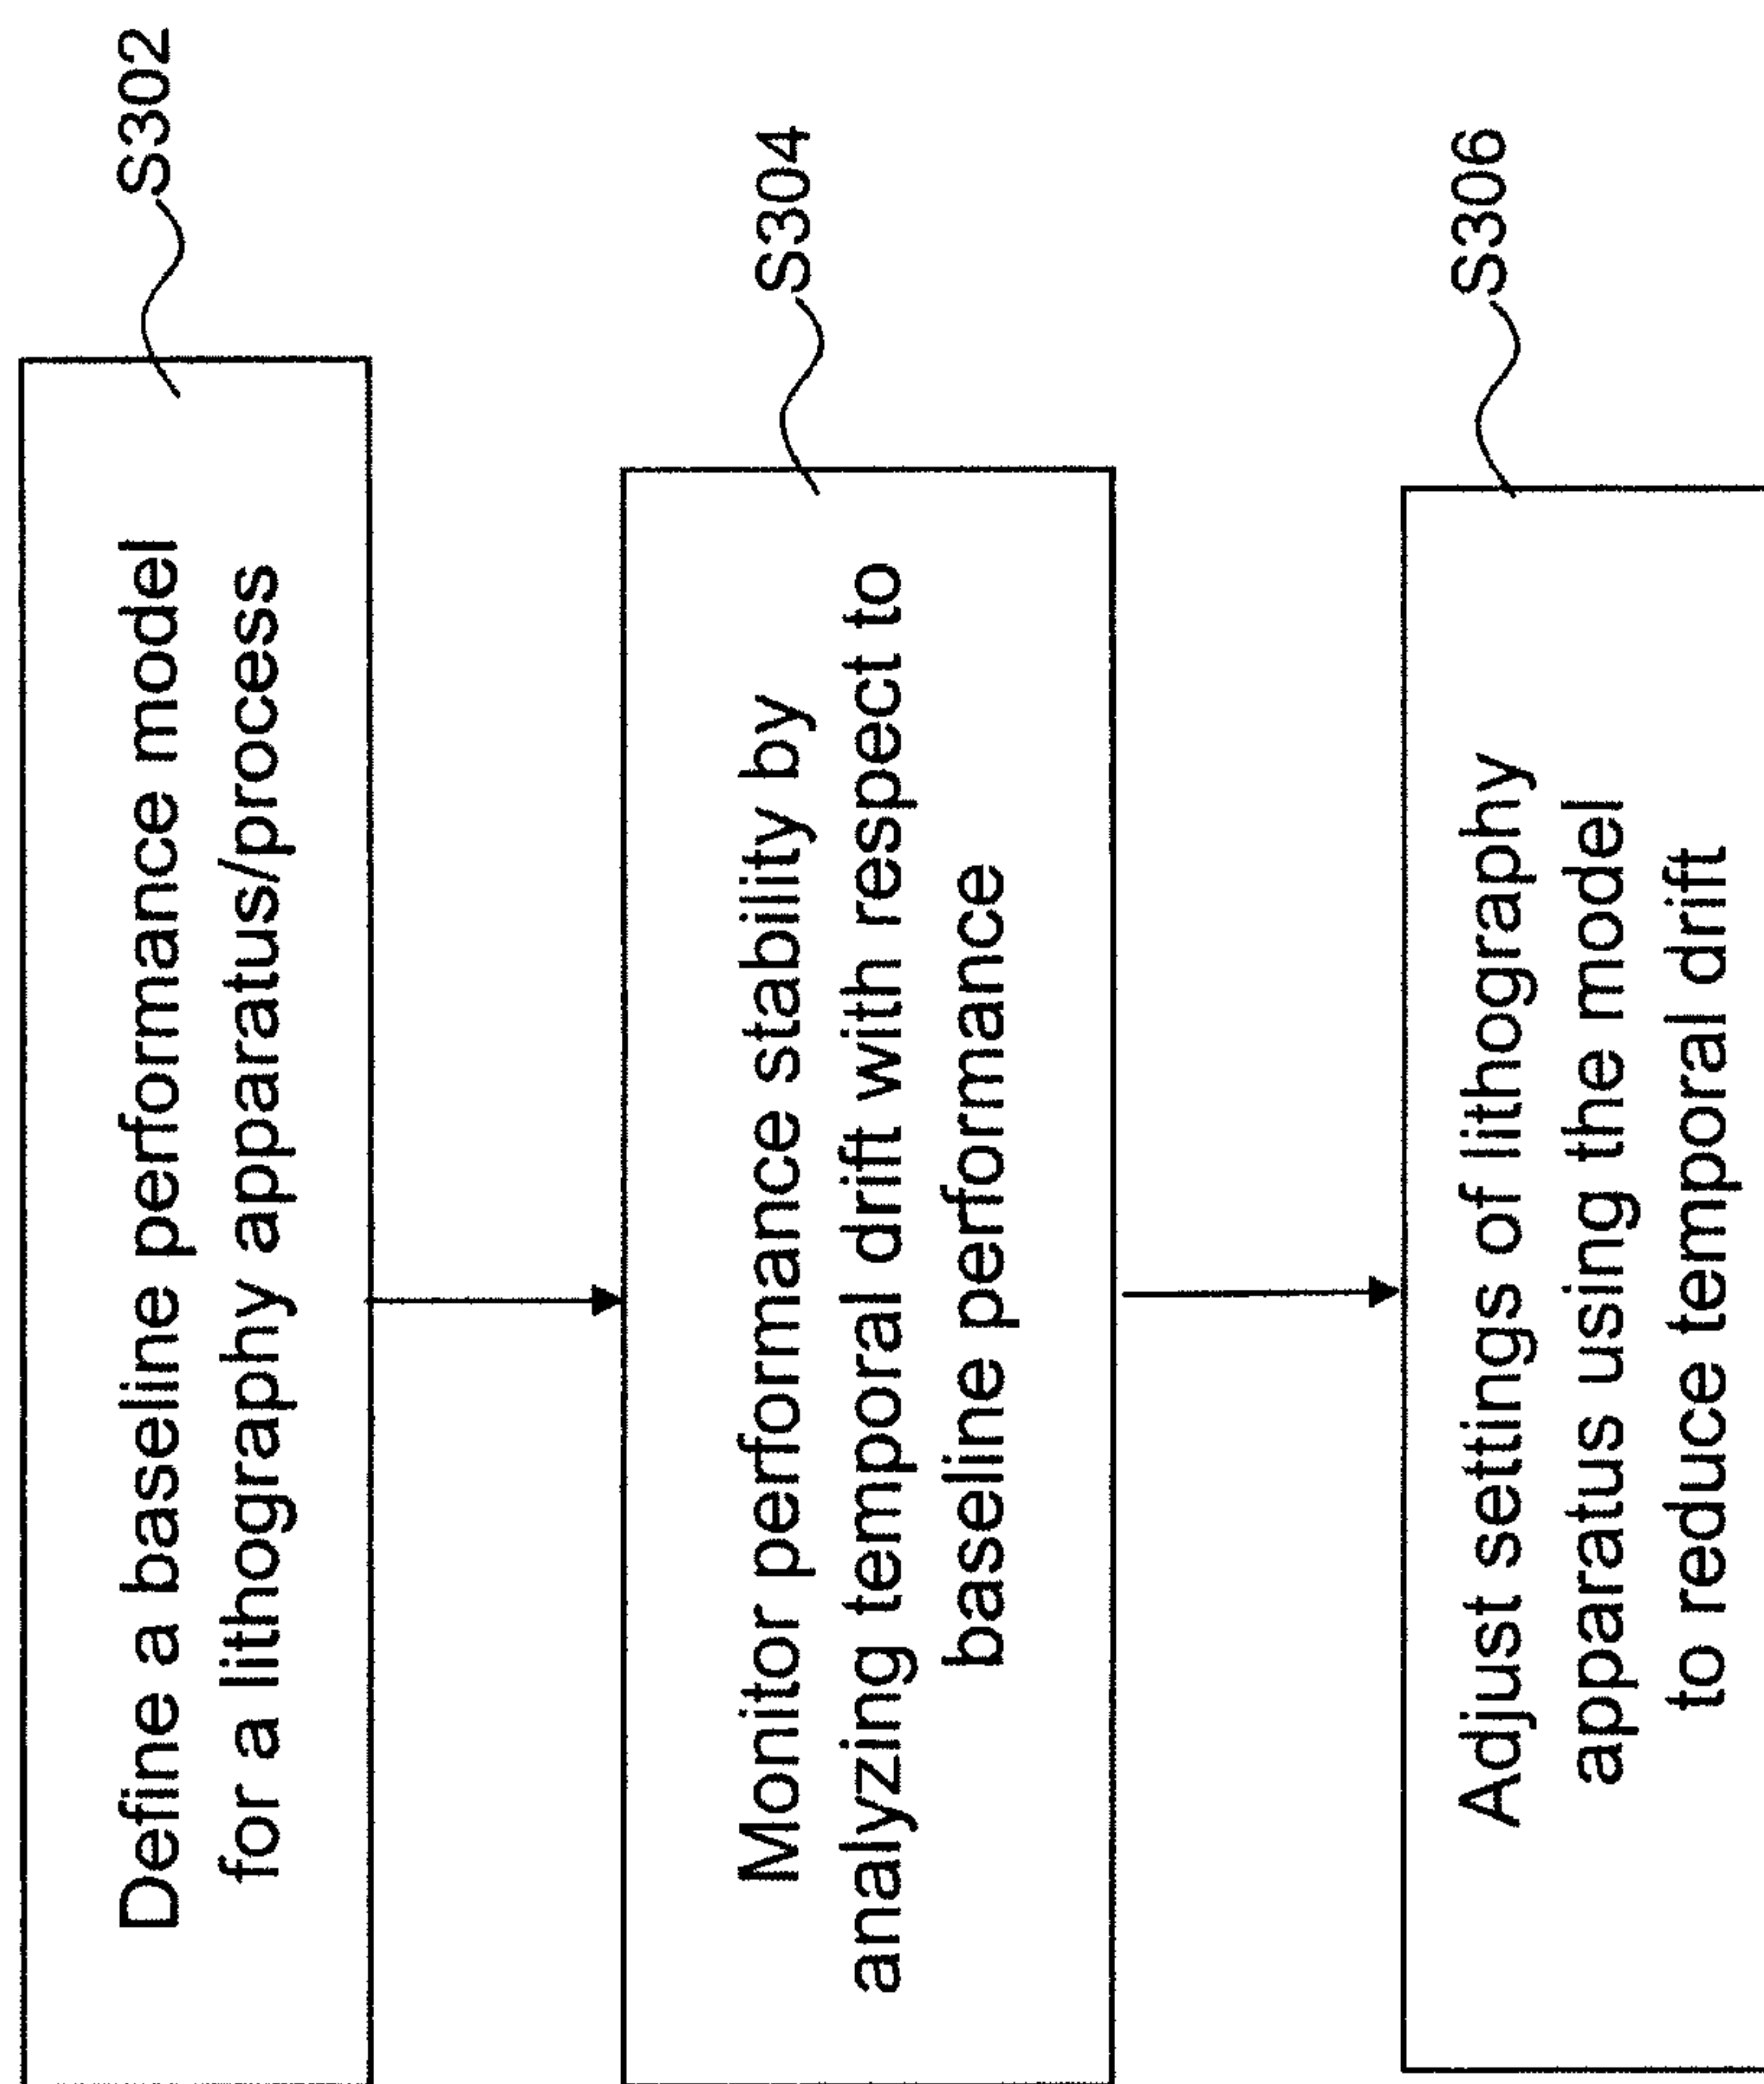 Define a baseline performance model
for a lithography apparatus/process
S302
Monitor performance stability by
analyzing temporal drift with respect to
baseline performance
S304
Adjust settings of lithography
apparatus using the model
to reduce temporal drift
S306